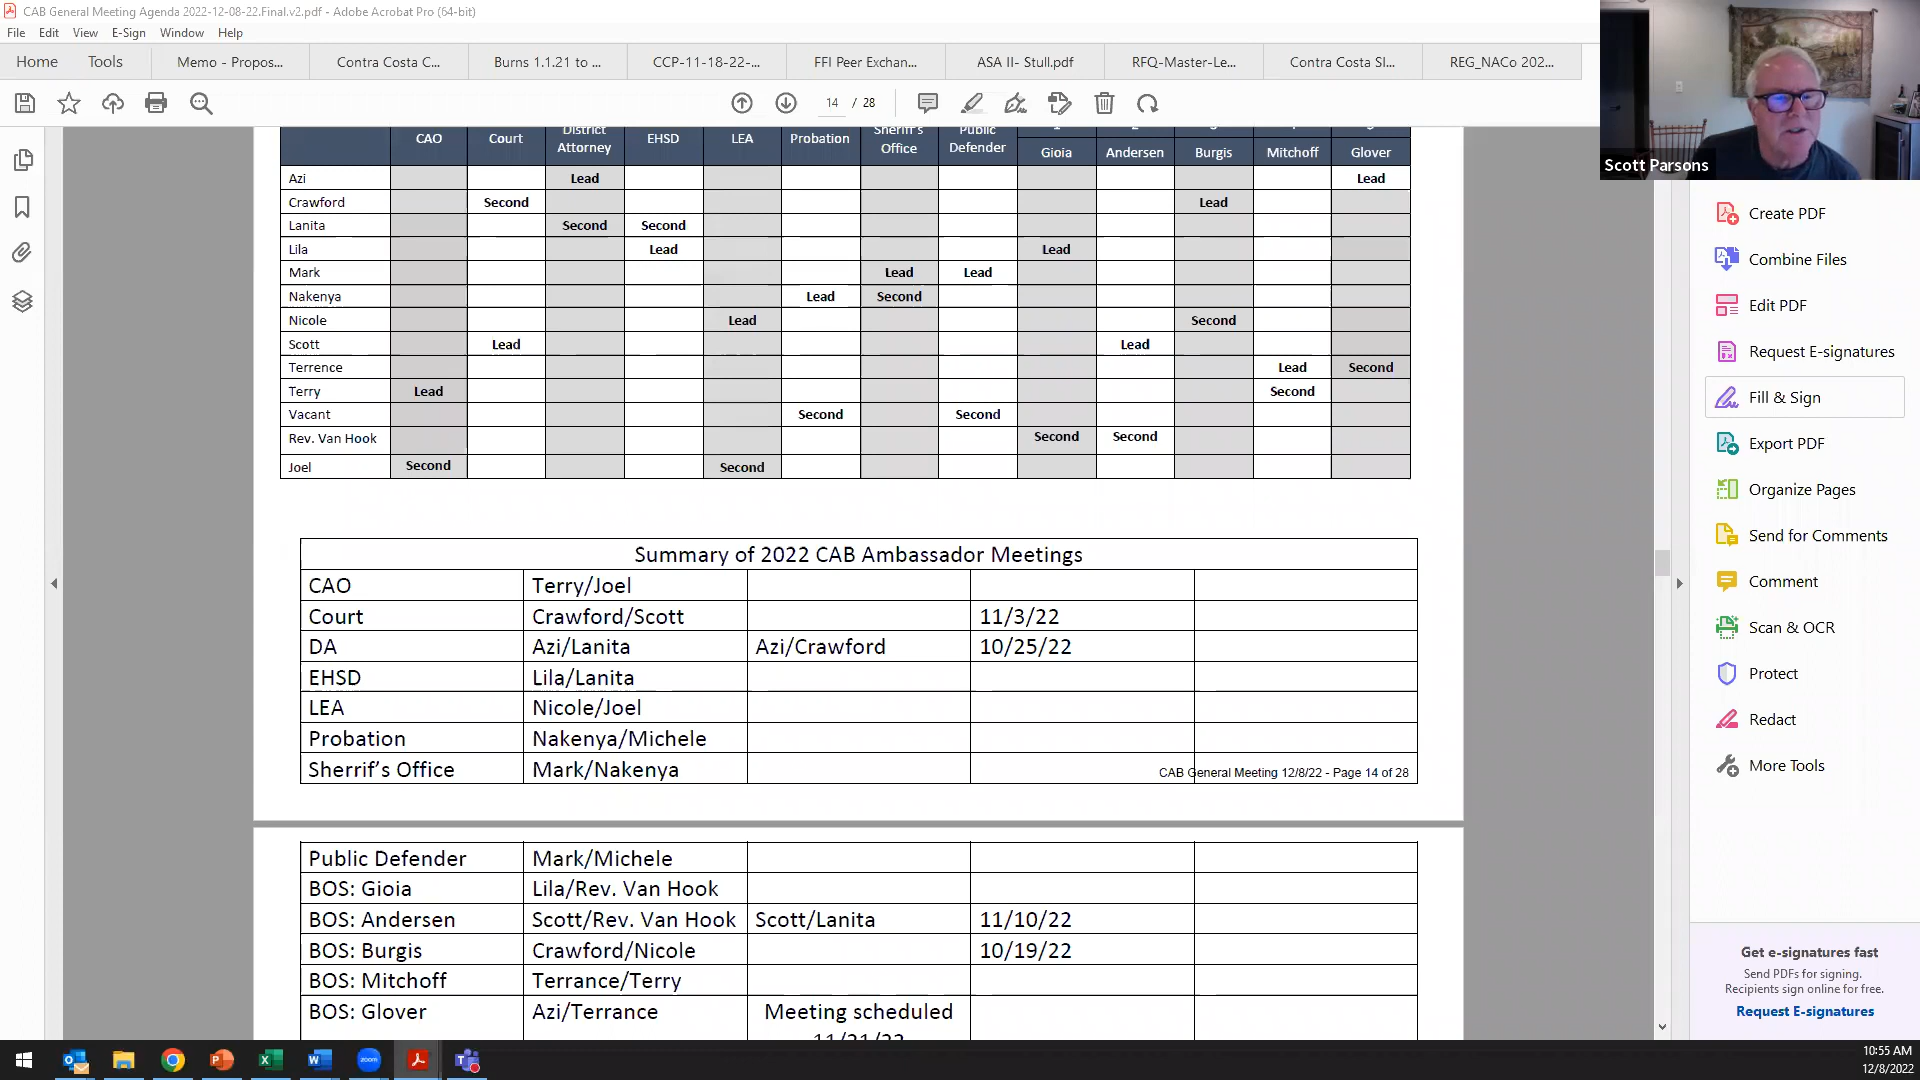 CAB General Meeting Agenda 2022-12-08-22.Final.v2.pdf - Adobe Acrobat Pro (64-bit)
File Edit View E-Sign Window Help
Home Tools Memo - Propos... Contra Costa C... Burns 1.1.21 to ... CCP-11-18-22-... FFI Peer Exchan... ASA II- Stull.pdf RFQ-Master-Le... Contra Costa Sl... REG_NACo 202...
14 / 28
Scott Parsons
CAO Court District Attorney EHSD LEA Probation Sheriff's Office Public Defender Gioia Andersen Burgis Mitchoff Glover
Azi Lead Lead
Crawford Second Lead
Lanita Second Second
Lila Lead Lead
Mark Lead Lead
Nakenya Lead Second
Nicole Lead Second
Scott Lead Lead
Terrence Lead Second
Terry Lead Second
Vacant Second Second
Rev. Van Hook Second Second
Joel Second Second
Summary of 2022 CAB Ambassador Meetings
CAO Terry/Joel
Court Crawford/Scott 11/3/22
DA Azi/Lanita Azi/Crawford 10/25/22
EHSD Lila/Lanita
LEA Nicole/Joel
Probation Nakenya/Michele
Sherrif’s Office Mark/Nakenya
CAB General Meeting 12/8/22 - Page 14 of 28
Public Defender Mark/Michele
BOS: Gioia Lila/Rev. Van Hook
BOS: Andersen Scott/Rev. Van Hook Scott/Lanita 11/10/22
BOS: Burgis Crawford/Nicole 10/19/22
BOS: Mitchoff Terrance/Terry
BOS: Glover Azi/Terrance Meeting scheduled
11/21/22
Create PDF
Combine Files
Edit PDF
Request E-signatures
Fill & Sign
Export PDF
Organize Pages
Send for Comments
Comment
Scan & OCR
Protect
Redact
More Tools
Get e-signatures fast
Send PDFs for signing.
Recipients sign online for free.
Request E-signatures
10:55 AM
12/8/2022